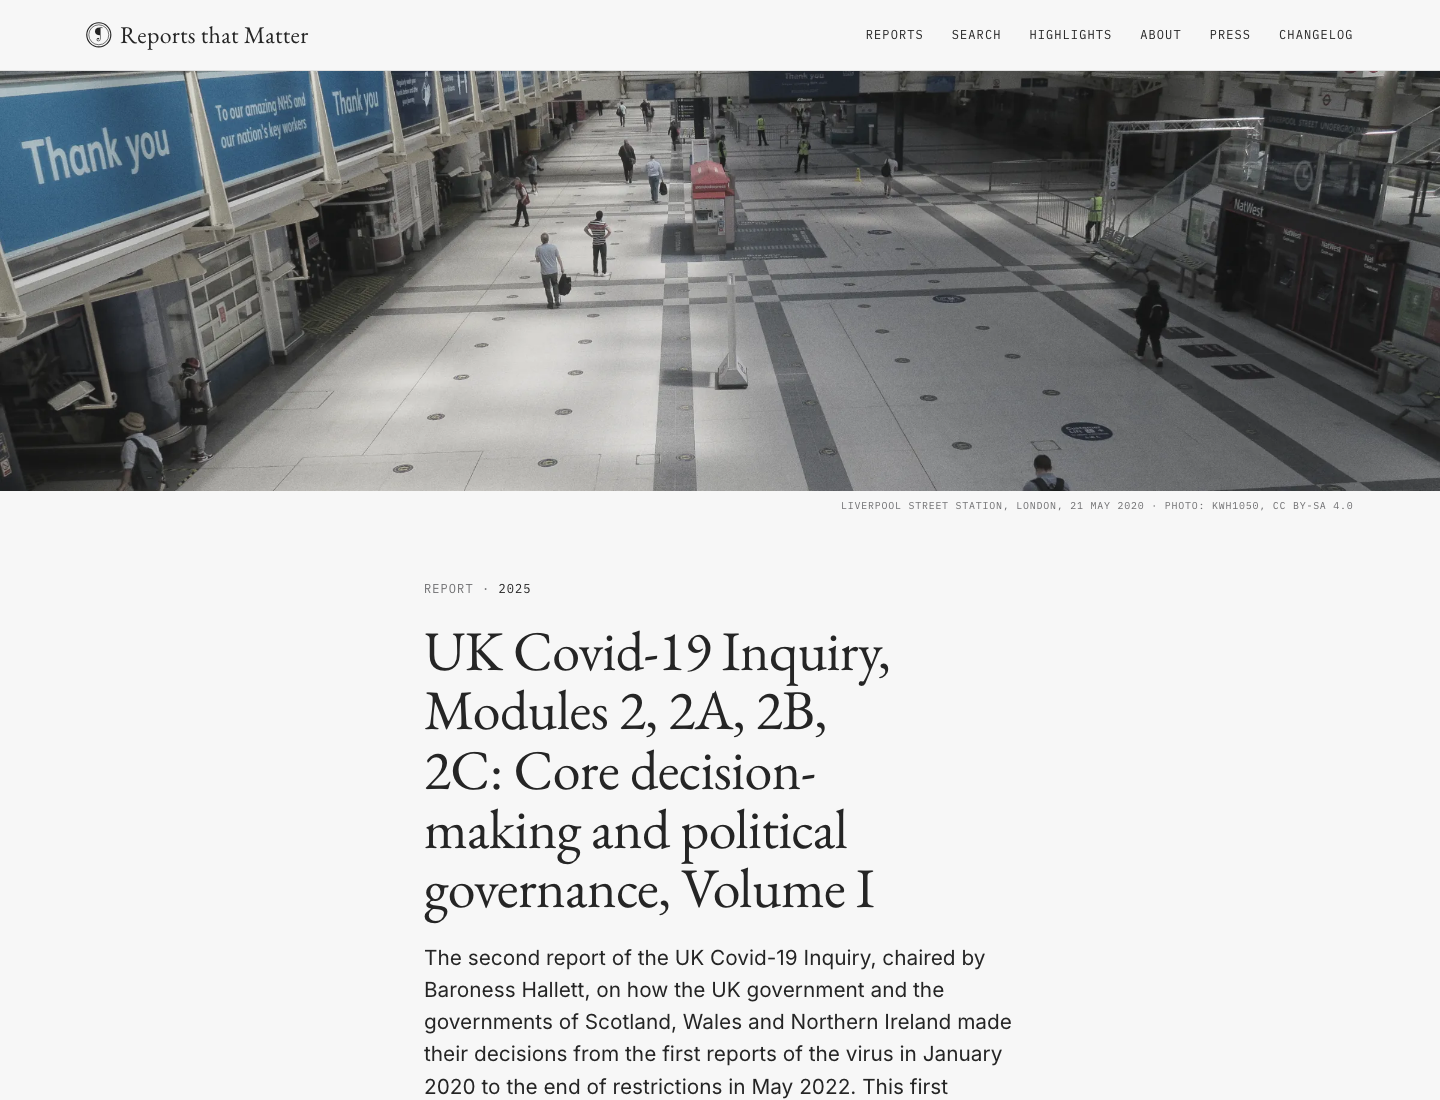 Reports that Matter
REPORTS
SEARCH
HIGHLIGHTS
ABOUT
PRESS
CHANGELOG
Thank you
To our amazing NHS and
our nation's key workers
Thank you
Thank you
NatWest
NatWest
NatWest
LIVERPOOL STREET STATION, LONDON, 21 MAY 2020 · PHOTO: KWH1050, CC BY-SA 4.0
REPORT · 2025
UK Covid-19 Inquiry,
Modules 2, 2A, 2B,
2C: Core decision-
making and political
governance, Volume I
The second report of the UK Covid-19 Inquiry, chaired by
Baroness Hallett, on how the UK government and the
governments of Scotland, Wales and Northern Ireland made
their decisions from the first reports of the virus in January
2020 to the end of restrictions in May 2022. This first